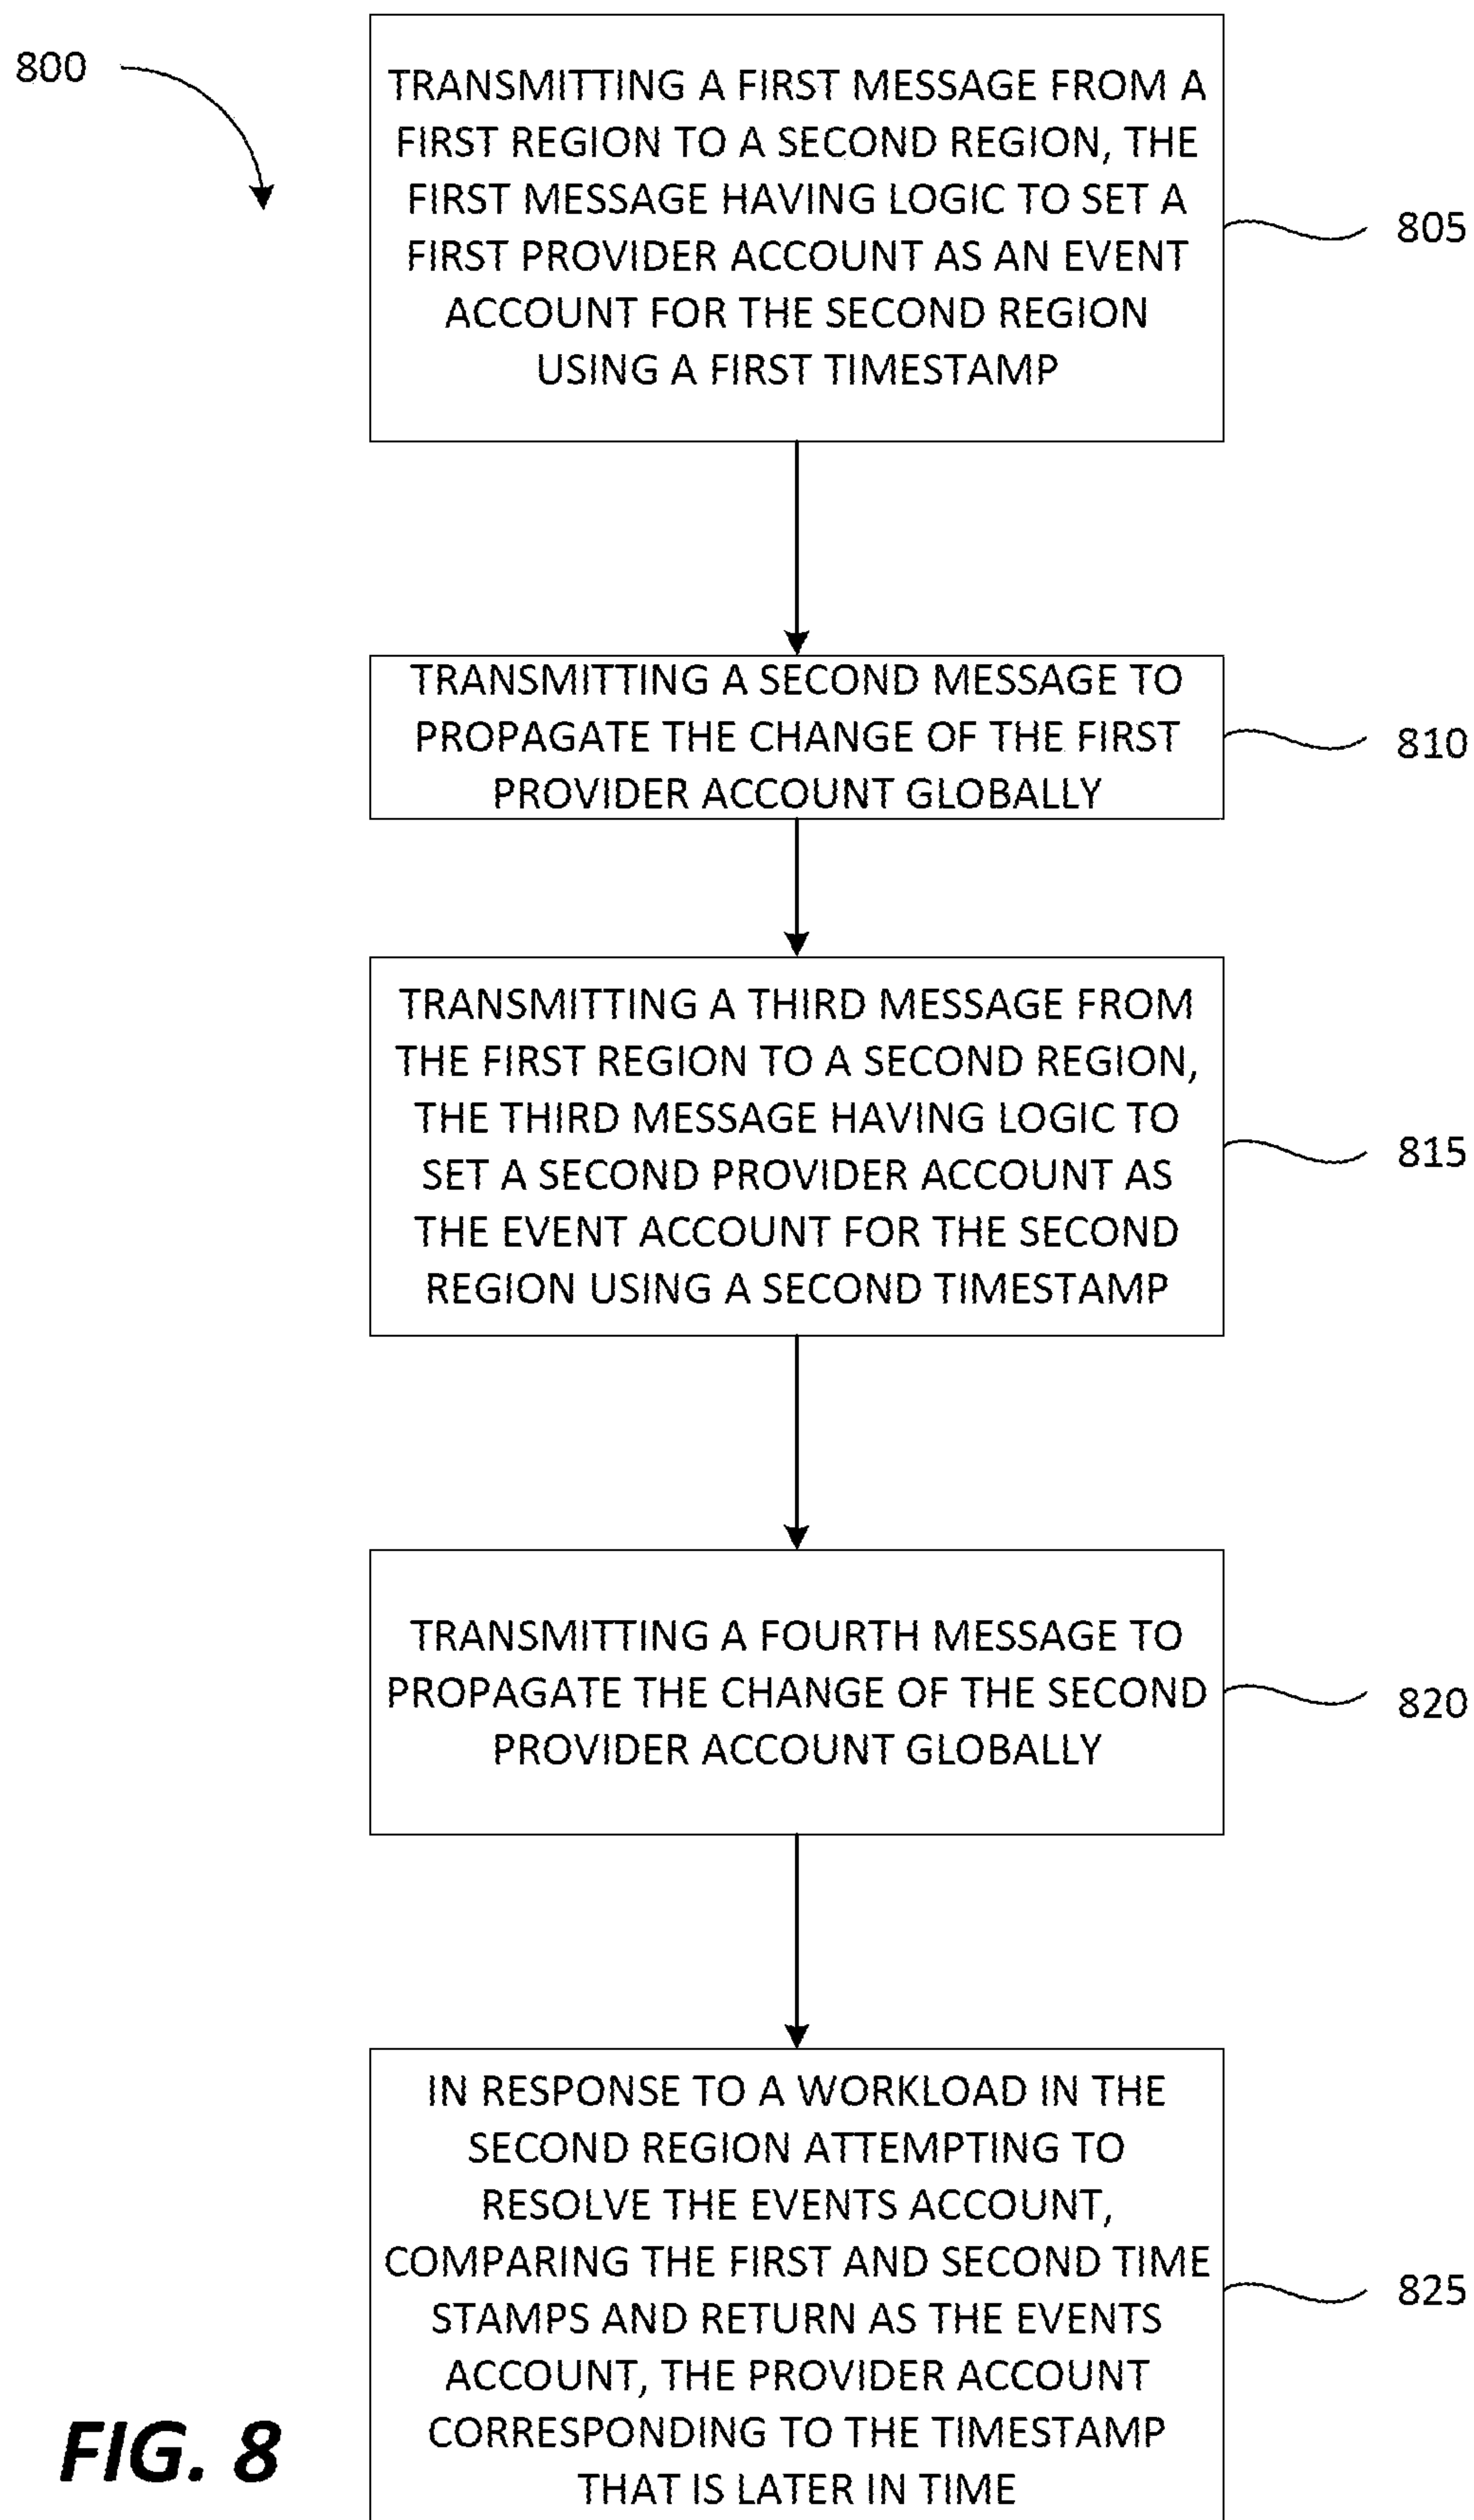 800
TRANSMITTING A FIRST MESSAGE FROM A
FIRST REGION TO A SECOND REGION, THE
FIRST MESSAGE HAVING LOGIC TO SET A
FIRST PROVIDER ACCOUNT AS AN EVENT
ACCOUNT FOR THE SECOND REGION
USING A FIRST TIMESTAMP
805
TRANSMITTING A SECOND MESSAGE TO
PROPAGATE THE CHANGE OF THE FIRST
PROVIDER ACCOUNT GLOBALLY
810
TRANSMITTING A THIRD MESSAGE FROM
THE FIRST REGION TO A SECOND REGION,
THE THIRD MESSAGE HAVING LOGIC TO
SET A SECOND PROVIDER ACCOUNT AS
THE EVENT ACCOUNT FOR THE SECOND
REGION USING A SECOND TIMESTAMP
815
TRANSMITTING A FOURTH MESSAGE TO
PROPAGATE THE CHANGE OF THE SECOND
PROVIDER ACCOUNT GLOBALLY
820
IN RESPONSE TO A WORKLOAD IN THE
SECOND REGION ATTEMPTING TO
RESOLVE THE EVENTS ACCOUNT,
COMPARING THE FIRST AND SECOND TIME
STAMPS AND RETURN AS THE EVENTS
ACCOUNT, THE PROVIDER ACCOUNT
CORRESPONDING TO THE TIMESTAMP
THAT IS LATER IN TIME
825
FIG. 8